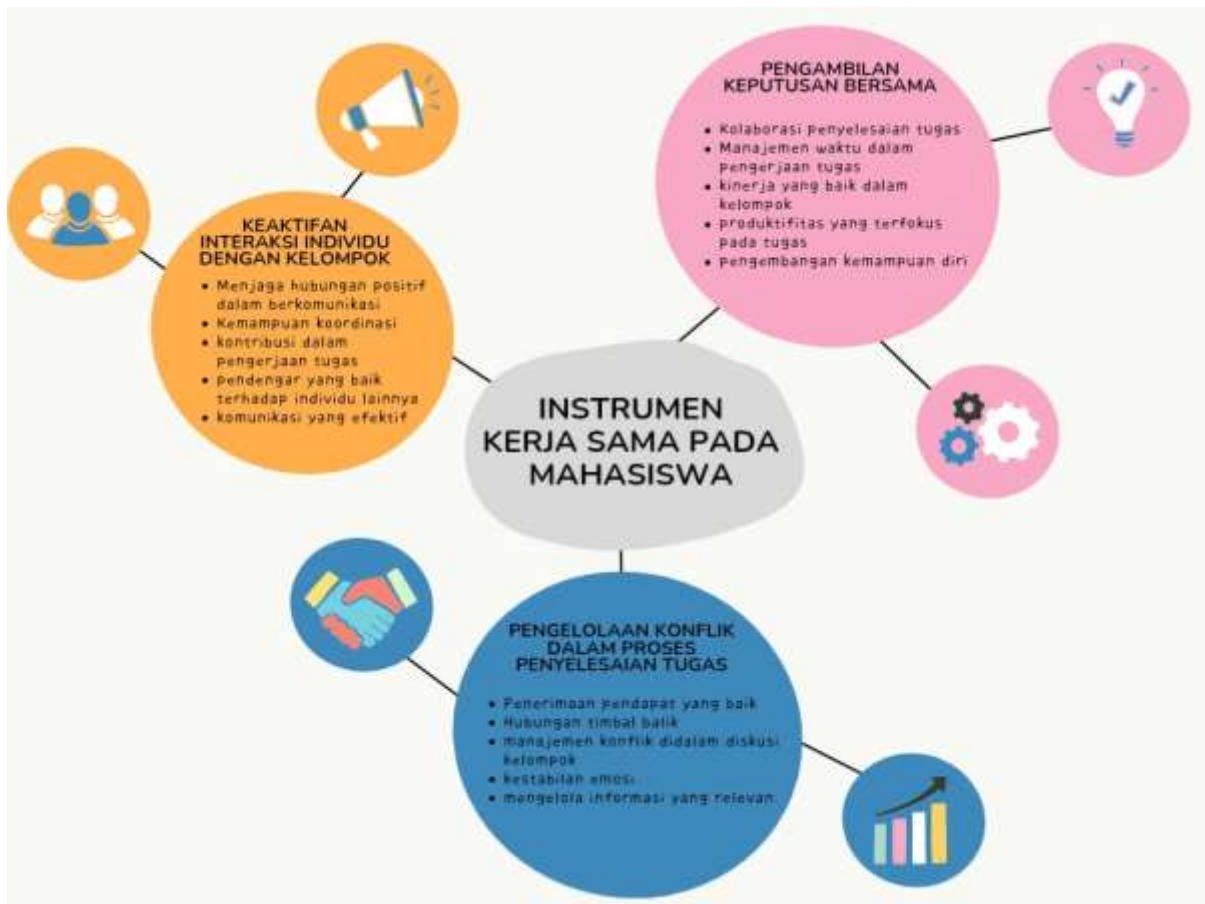 KEAKTIFAN
INTERAKSI INDIVIDU
DENGAN KELOMPOK
• Menjaga hubungan positif
dalam berkomunikasi
• Kemampuan koordinasi
• kontribusi dalam
pengerjaan tugas
• pendengar yang baik
terhadap individu lainnya
• komunikasi yang efektif
PENGAMBILAN
KEPUTUSAN BERSAMA
• Kolaborasi penyelesaian tugas
• Manajemen waktu dalam
pengerjaan tugas
• kinerja yang baik dalam
kelompok
• produktifitas yang terfokus
pada tugas
• pengembangan kemampuan diri
INSTRUMEN
KERJA SAMA PADA
MAHASISWA
PENGELOLAAN KONFLIK
DALAM PROSES
PENYELESAIAN TUGAS
• Penerimaan pendapat yang baik
• Hubungan timbal balik
• manajemen konflik didalam diskusi
kelompok
• kestabilan emosi
• mengelola informasi yang relevan